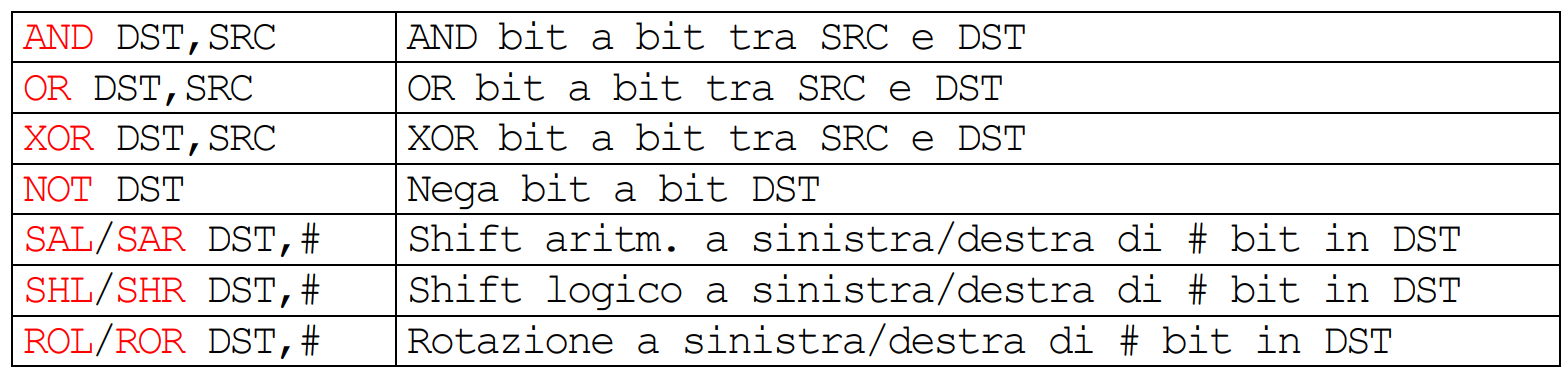 AND DST,SRC AND bit a bit tra SRC e DST
OR DST,SRC OR bit a bit tra SRC e DST
XOR DST,SRC XOR bit a bit tra SRC e DST
NOT DST Nega bit a bit DST
SAL/SAR DST,# Shift aritm. a sinistra/destra di # bit in DST
SHL/SHR DST,# Shift logico a sinistra/destra di # bit in DST
ROL/ROR DST,# Rotazione a sinistra/destra di # bit in DST